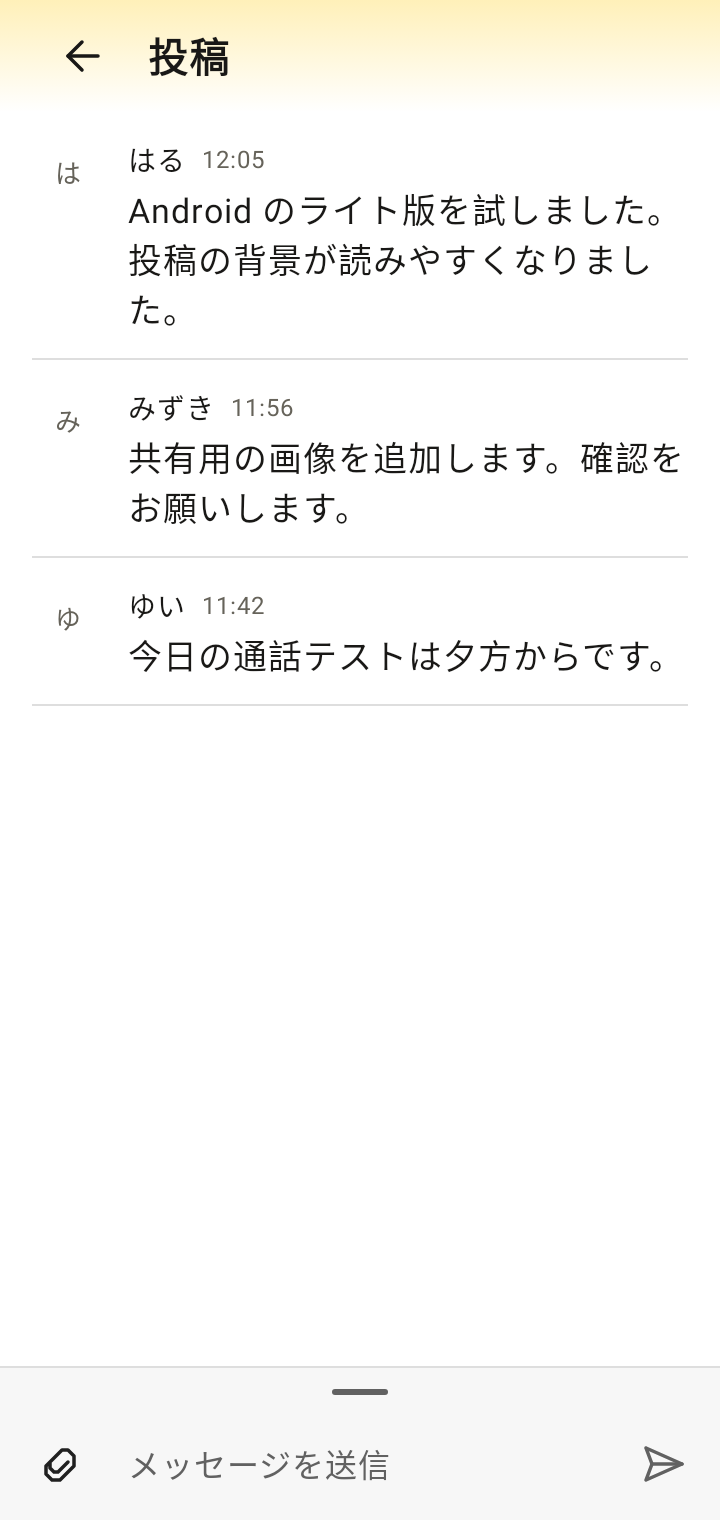 投稿
は
はる 12:05
Android のライト版を試しました。
投稿の背景が読みやすくなりまし
た。
み
みずき 11:56
共有用の画像を追加します。確認を
お願いします。
ゆ
ゆい 11:42
今日の通話テストは夕方からです。
メッセージを送信